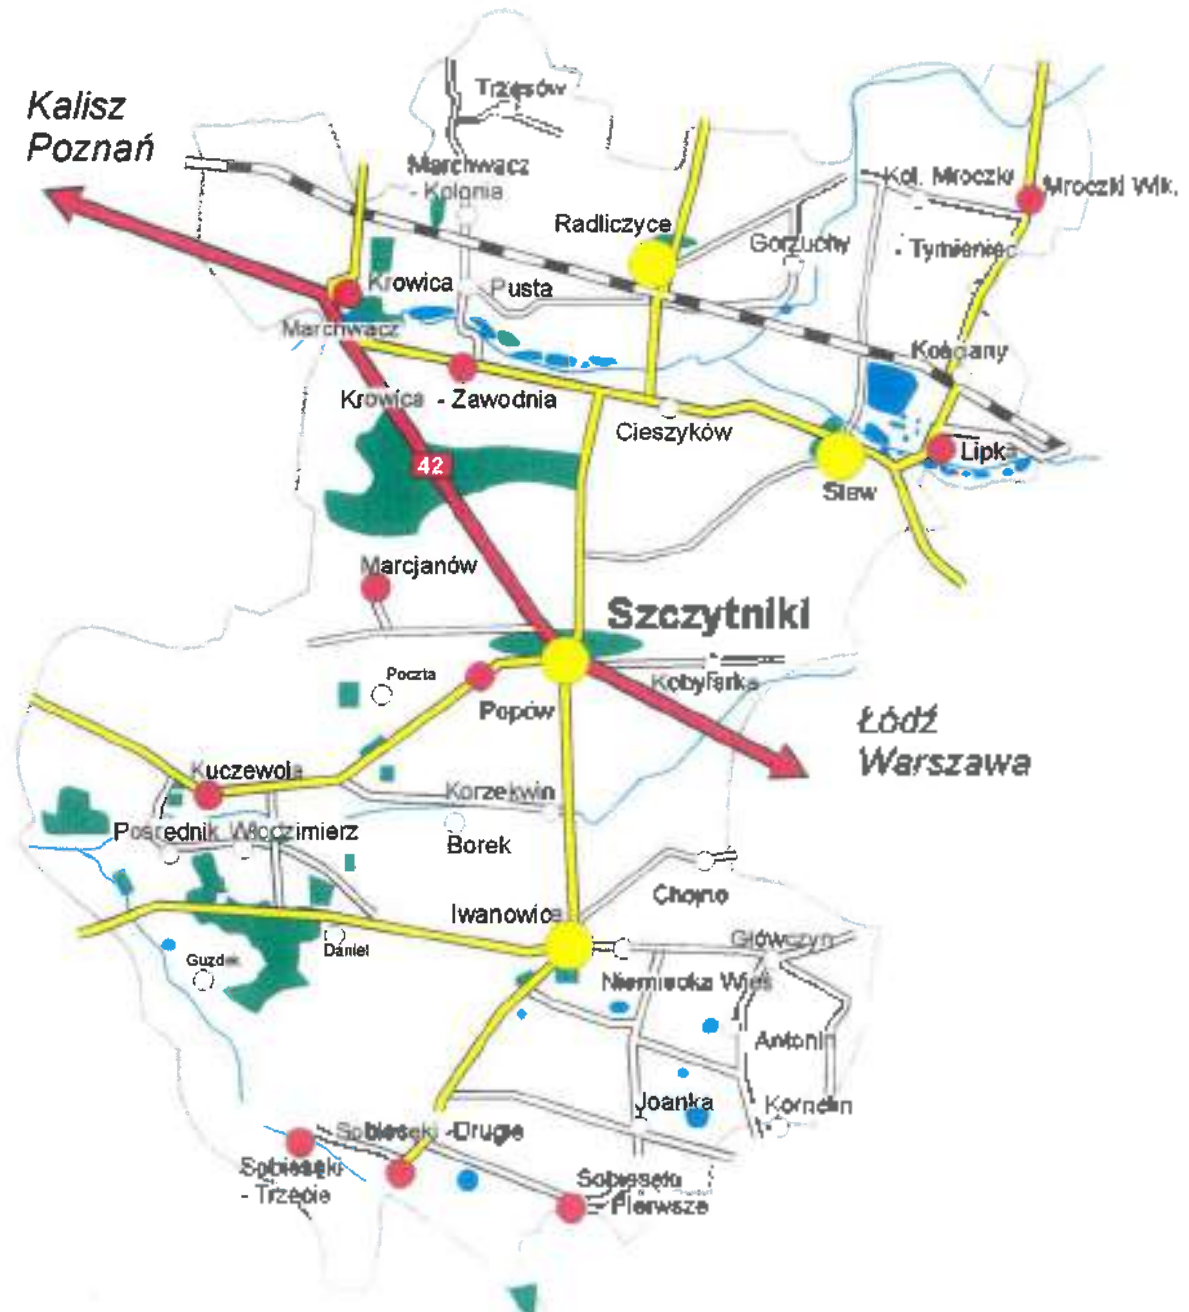 Kalisz
Poznań
Trzęsów
Marchwacz
- Kolonia
Kol. Mroczki
Mroczki Wlk.
Radliczyce
Gorzuchy
- Tymieniec
Krowica
Pusta
Marchwacz
Kościany
Krowica - Zawodnia
Cieszyków
Lipka
42
Staw
Marcjanów
Szczytniki
Poczta
Kobylarka
Popów
Łódź
Warszawa
Kuczewola
Korzekwin
Pośrednik Włodzimierz
Borek
Chojno
Iwanowice
Główczyn
Daniel
Guzdek
Niemiecka Wieś
Antonin
Joanka
Kornelin
Sobiesęki -Drugie
Sobiesęki
- Trzecie
Sobiesęki
- Pierwsze